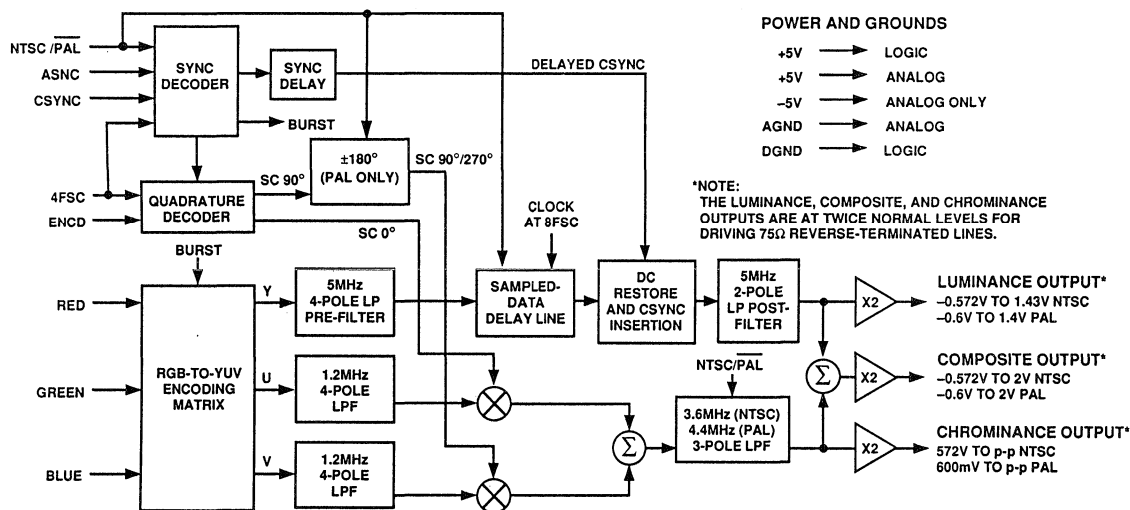 NTSC/PAL
ASNC
CSYNC
4FSC
ENCD
SYNC
DECODER
SYNC
DELAY
DELAYED CSYNC
BURST
±180°
(PAL ONLY)
SC 90°/270°
SC 90°
QUADRATURE
DECODER
SC 0°
BURST
CLOCK
AT 8FSC
POWER AND GROUNDS
+5V LOGIC
+5V ANALOG
–5V ANALOG ONLY
AGND ANALOG
DGND LOGIC
*NOTE:
THE LUMINANCE, COMPOSITE, AND CHROMINANCE
OUTPUTS ARE AT TWICE NORMAL LEVELS FOR
DRIVING 75Ω REVERSE-TERMINATED LINES.
RED
GREEN
BLUE
RGB-TO-YUV
ENCODING
MATRIX
Y
U
V
5MHz
4-POLE LP
PRE-FILTER
1.2MHz
4-POLE
LPF
1.2MHz
4-POLE
LPF
SAMPLED-
DATA
DELAY LINE
DC
RESTORE
AND CSYNC
INSERTION
5MHz
2-POLE
LP POST-
FILTER
NTSC/PAL
3.6MHz (NTSC)
4.4MHz (PAL)
3-POLE LPF
Σ
Σ
X2
X2
X2
LUMINANCE OUTPUT*
–0.572V TO 1.43V NTSC
–0.6V TO 1.4V PAL
COMPOSITE OUTPUT*
–0.572V TO 2V NTSC
–0.6V TO 2V PAL
CHROMINANCE OUTPUT*
572V TO p-p NTSC
600mV TO p-p PAL